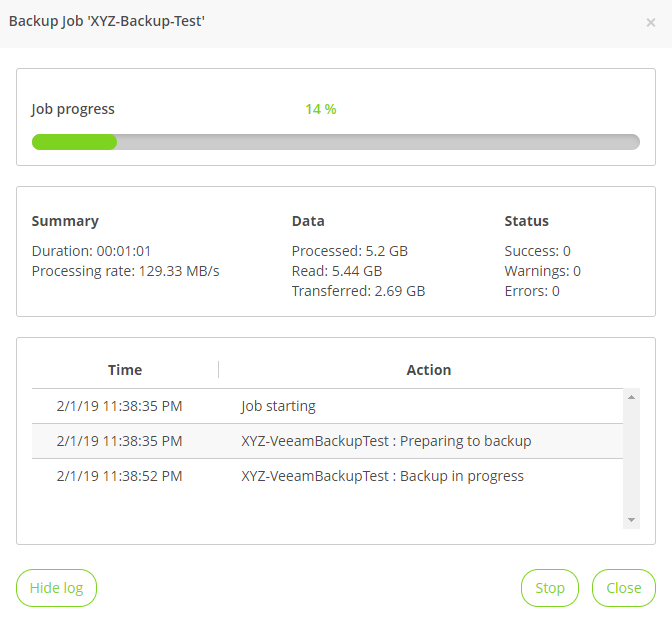 Backup Job 'XYZ-Backup-Test'
×
Job progress 14 %
Summary Data Status
Duration: 00:01:01 Processed: 5.2 GB Success: 0
Processing rate: 129.33 MB/s Read: 5.44 GB Warnings: 0
Transferred: 2.69 GB Errors: 0
Time Action
2/1/19 11:38:35 PM Job starting
2/1/19 11:38:35 PM XYZ-VeeamBackupTest : Preparing to backup
2/1/19 11:38:52 PM XYZ-VeeamBackupTest : Backup in progress
Hide log Stop Close